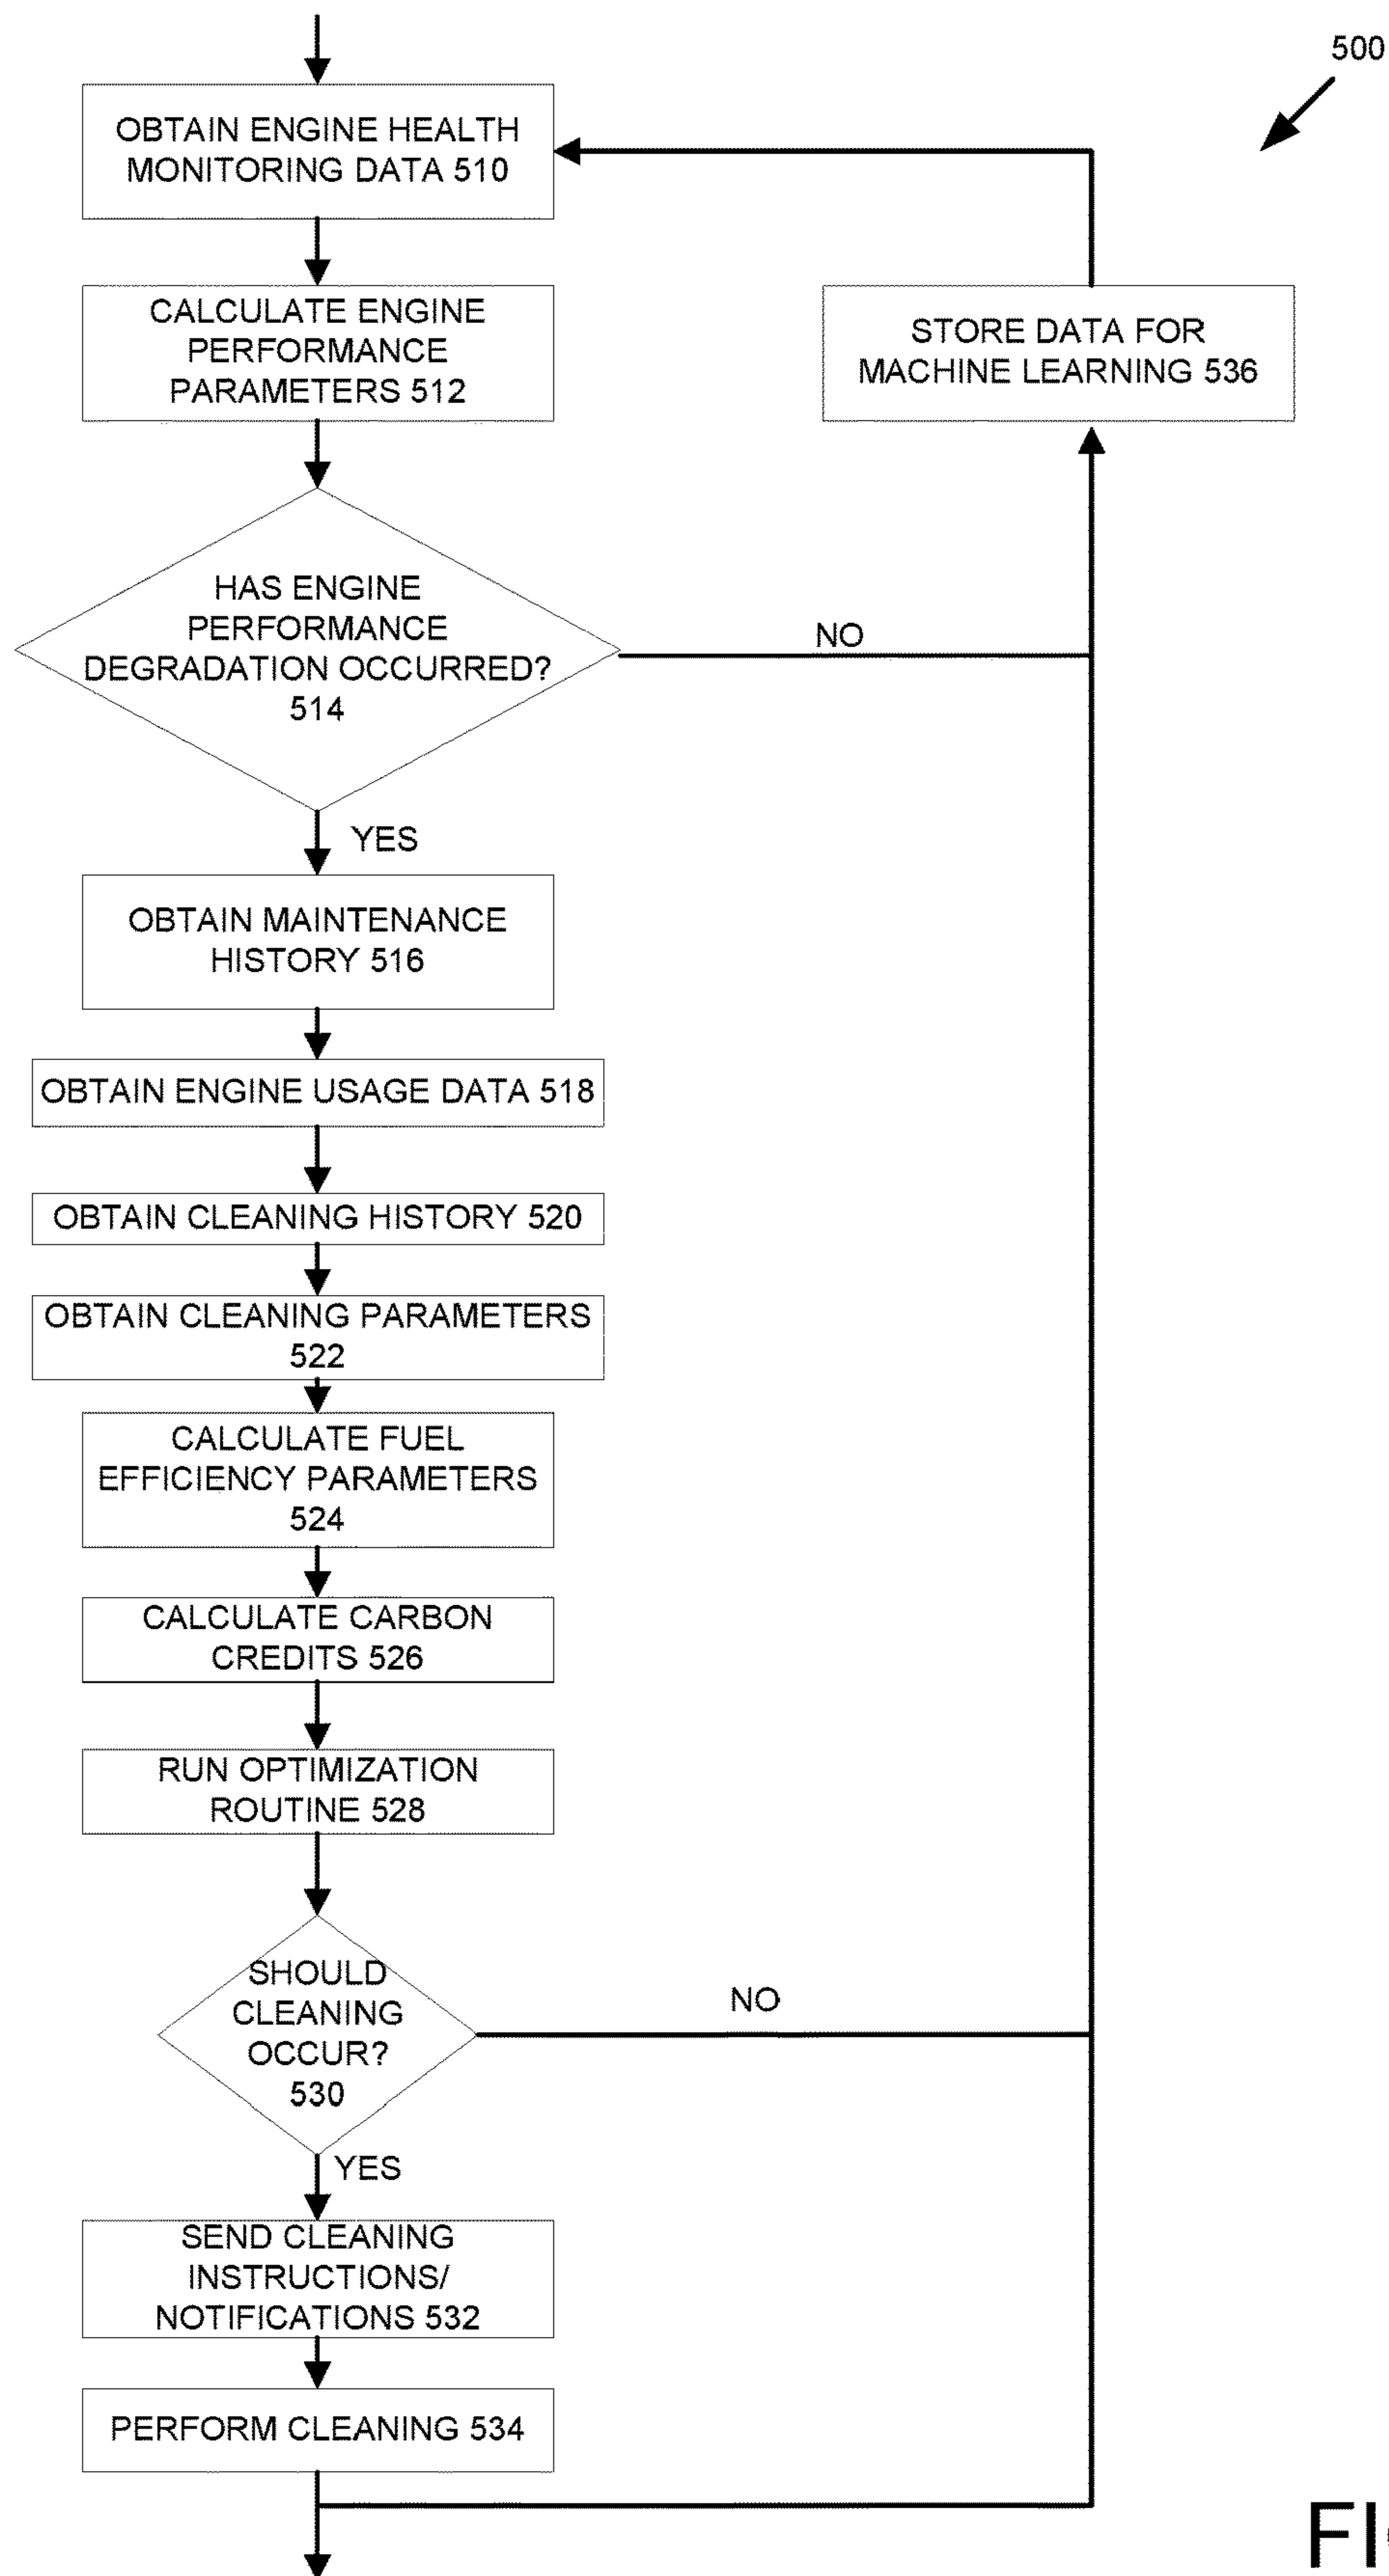 500
OBTAIN ENGINE HEALTH
MONITORING DATA 510
CALCULATE ENGINE
PERFORMANCE
PARAMETERS 512
STORE DATA FOR
MACHINE LEARNING 536
HAS ENGINE
PERFORMANCE
DEGRADATION OCCURRED?
514
NO
YES
OBTAIN MAINTENANCE
HISTORY 516
OBTAIN ENGINE USAGE DATA 518
OBTAIN CLEANING HISTORY 520
OBTAIN CLEANING PARAMETERS
522
CALCULATE FUEL
EFFICIENCY PARAMETERS
524
CALCULATE CARBON
CREDITS 526
RUN OPTIMIZATION
ROUTINE 528
SHOULD
CLEANING
OCCUR?
530
NO
YES
SEND CLEANING
INSTRUCTIONS/
NOTIFICATIONS 532
PERFORM CLEANING 534